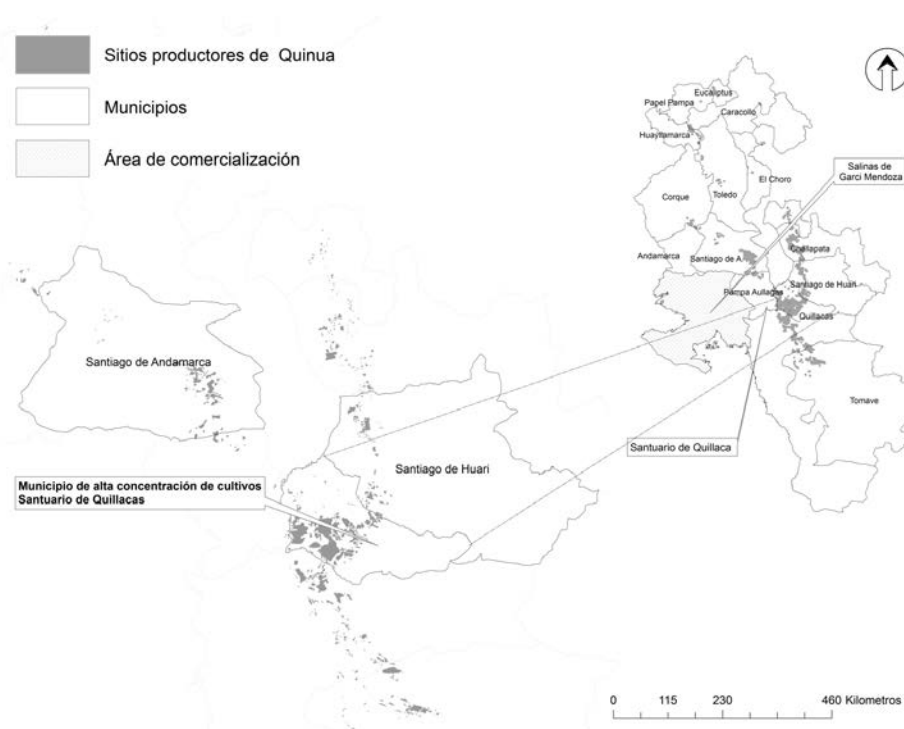 Sitios productores de Quinua
Municipios
Área de comercialización
Eucaliptus
Papel Pampa
Caracollo
Huayllamarca
Salinas de
Garci Mendoza
El Choro
Corque
Toledo
Challapata
Andamarca
Santiago de A.
Santiago de Huari
Pampa Aullagas
Quillacas
Tomave
Santuario de Quillaca
Santiago de Andamarca
Santiago de Huari
Municipio de alta concentración de cultivos
Santuario de Quillacas
0 115 230 460 Kilometros